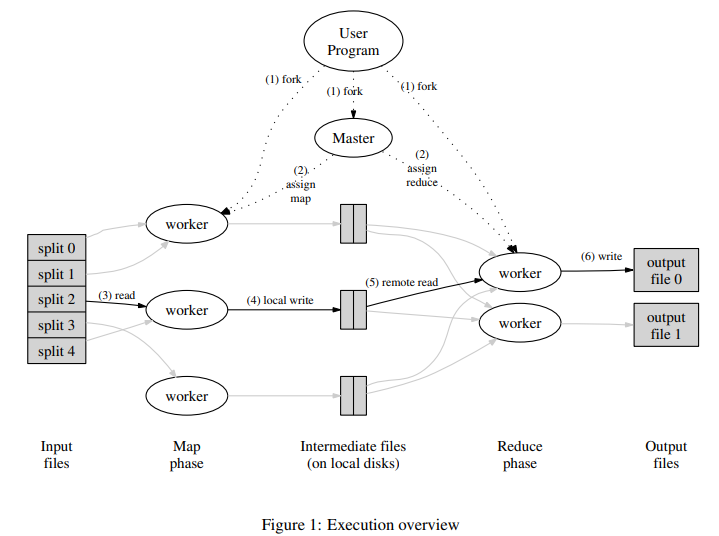 User
Program
(1) fork
(1) fork
(1) fork
Master
(2)
assign
map
(2)
assign
reduce
worker
split 0
split 1
split 2
split 3
split 4
(3) read
worker
(4) local write
(5) remote read
worker
worker
worker
(6) write
output
file 0
output
file 1
Input
files
Map
phase
Intermediate files
(on local disks)
Reduce
phase
Output
files
Figure 1: Execution overview